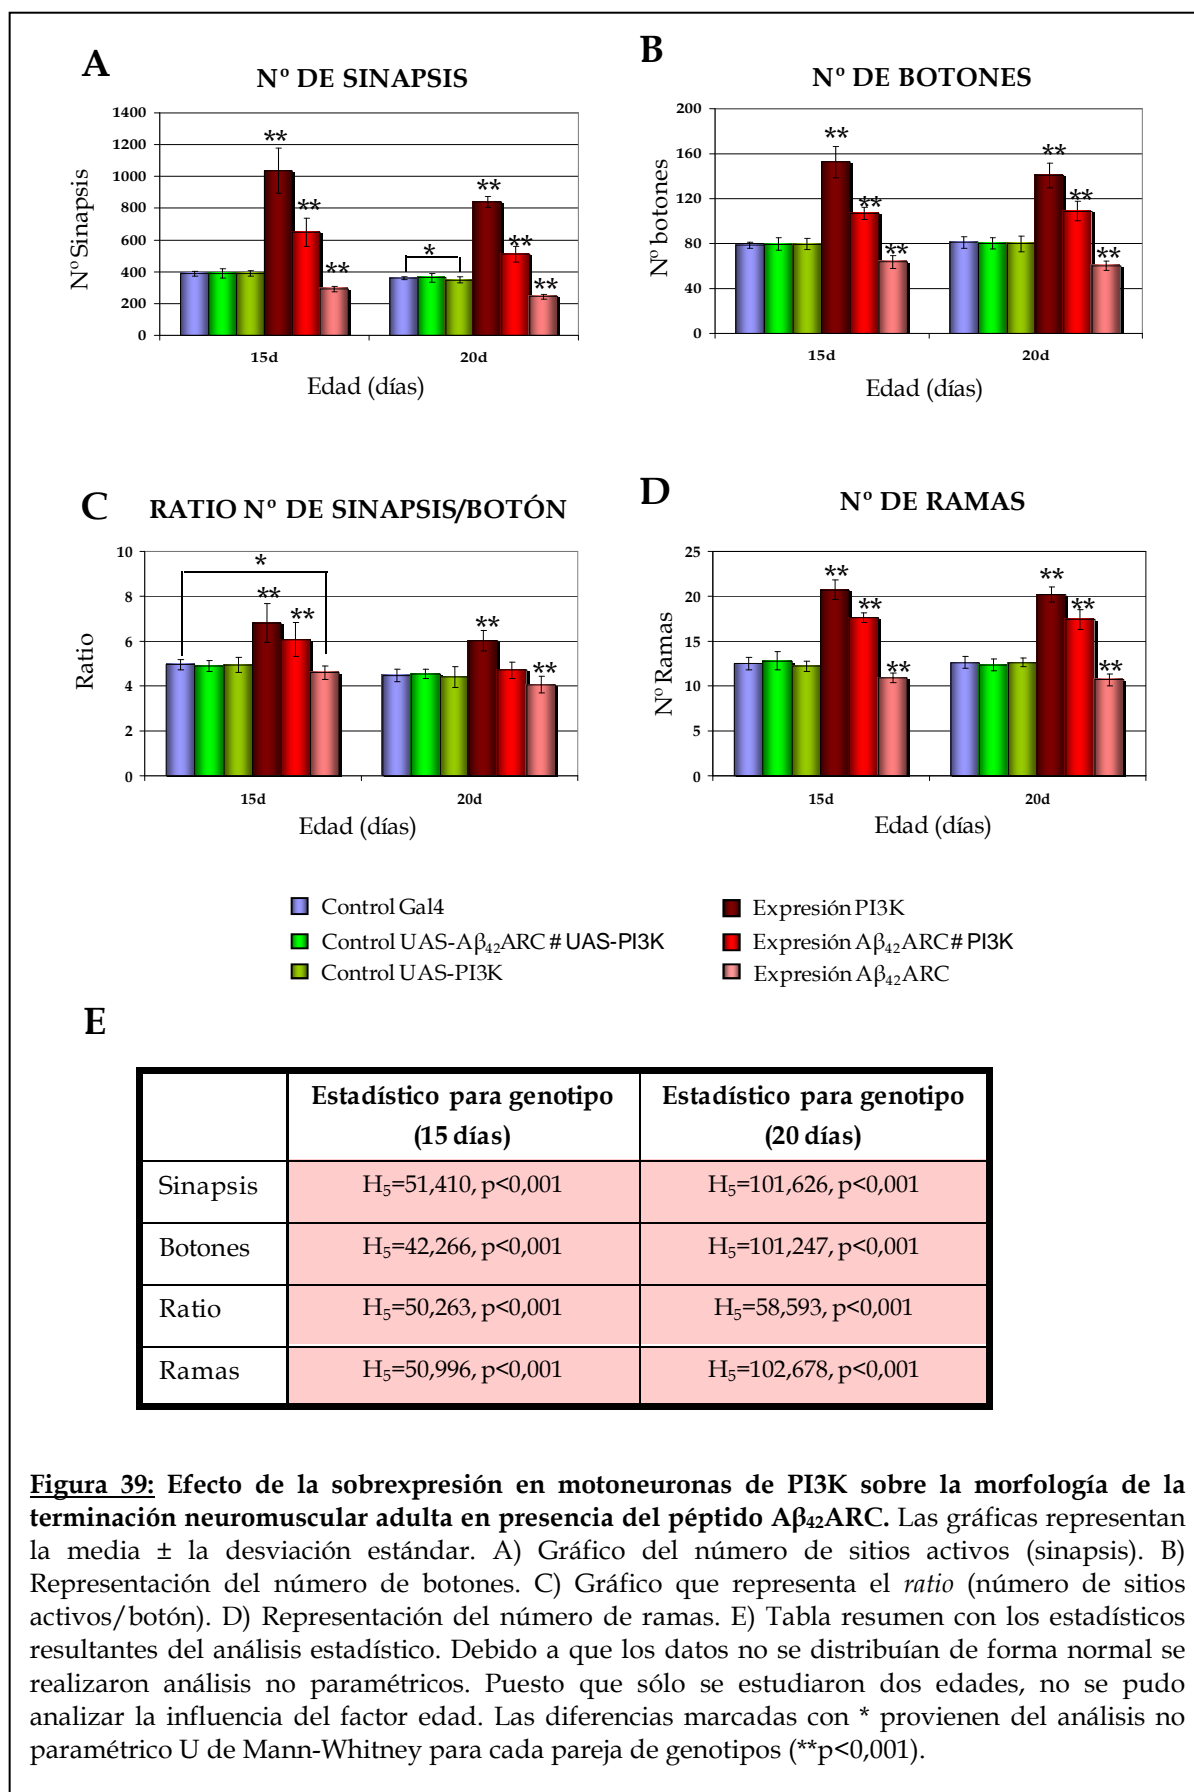 A
Nº DE SINAPSIS
1400
1200
1000
800
600
400
200
0
Nº Sinapsis
**
**
**
*
**
**
**
15d
20d
Edad (días)
B
Nº DE BOTONES
200
160
120
80
40
0
Nº botones
**
**
**
**
**
**
15d
20d
Edad (días)
C
RATIO Nº DE SINAPSIS/BOTÓN
10
8
6
4
2
0
Ratio
*
**
**
**
**
15d
20d
Edad (días)
D
Nº DE RAMAS
25
20
15
10
5
0
Nº Ramas
**
**
**
**
**
**
15d
20d
Edad (días)
Control Gal4
Control UAS-Aβ₄₂ARC # UAS-PI3K
Control UAS-PI3K
Expresión PI3K
Expresión Aβ₄₂ARC # PI3K
Expresión Aβ₄₂ARC
E
Estadístico para genotipo (15 días)
Estadístico para genotipo (20 días)
Sinapsis H₅=51,410, p<0,001 H₅=101,626, p<0,001
Botones H₅=42,266, p<0,001 H₅=101,247, p<0,001
Ratio H₅=50,263, p<0,001 H₅=58,593, p<0,001
Ramas H₅=50,996, p<0,001 H₅=102,678, p<0,001
Figura 39: Efecto de la sobrexpresión en motoneuronas de PI3K sobre la morfología de la
terminación neuromuscular adulta en presencia del péptido Aβ₄₂ARC. Las gráficas representan
la media ± la desviación estándar. A) Gráfico del número de sitios activos (sinapsis). B)
Representación del número de botones. C) Gráfico que representa el ratio (número de sitios
activos/botón). D) Representación del número de ramas. E) Tabla resumen con los estadísticos
resultantes del análisis estadístico. Debido a que los datos no se distribuían de forma normal se
realizaron análisis no paramétricos. Puesto que sólo se estudiaron dos edades, no se pudo
analizar la influencia del factor edad. Las diferencias marcadas con * provienen del análisis no
paramétrico U de Mann-Whitney para cada pareja de genotipos (**p<0,001).